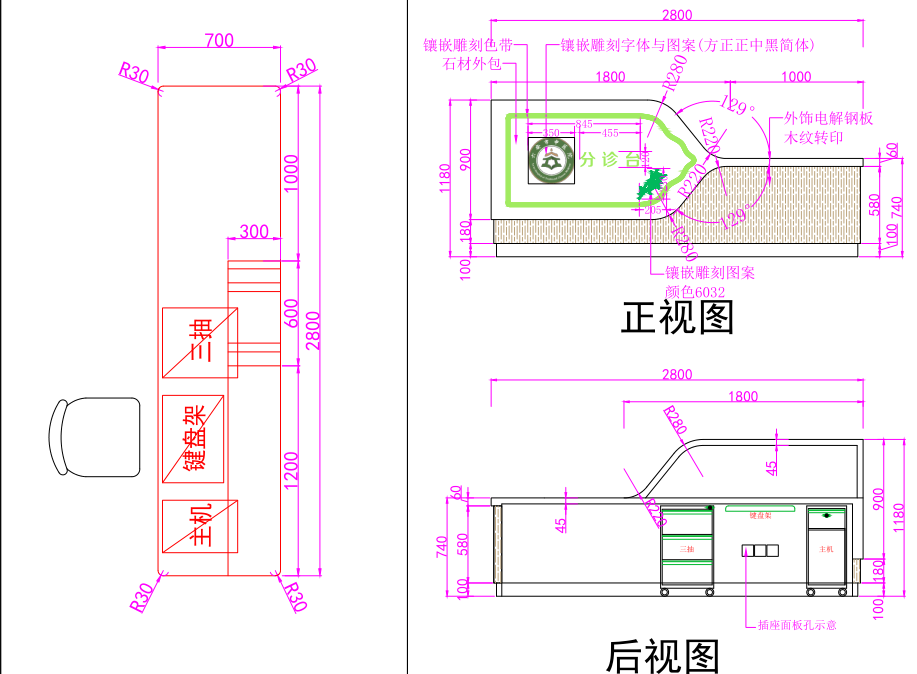 700
R30
R30
1000
300
600
2800
三抽
键盘架
1200
主机
R30
R30
2800
镶嵌雕刻色带
镶嵌雕刻字体与图案(方正正中黑简体)
石材外包
1800
R280
1000
129°
外饰电解钢板
木纹转印
845
350
455
R220
分诊台
60
900
1180
R220
205
129°
580
740
180
100
R280
100
镶嵌雕刻图案
颜色6032
正视图
2800
1800
R280
45
60
R220
45
900
1180
键盘架
740
580
三抽
主机
180
100
100
插座面板孔示意
后视图